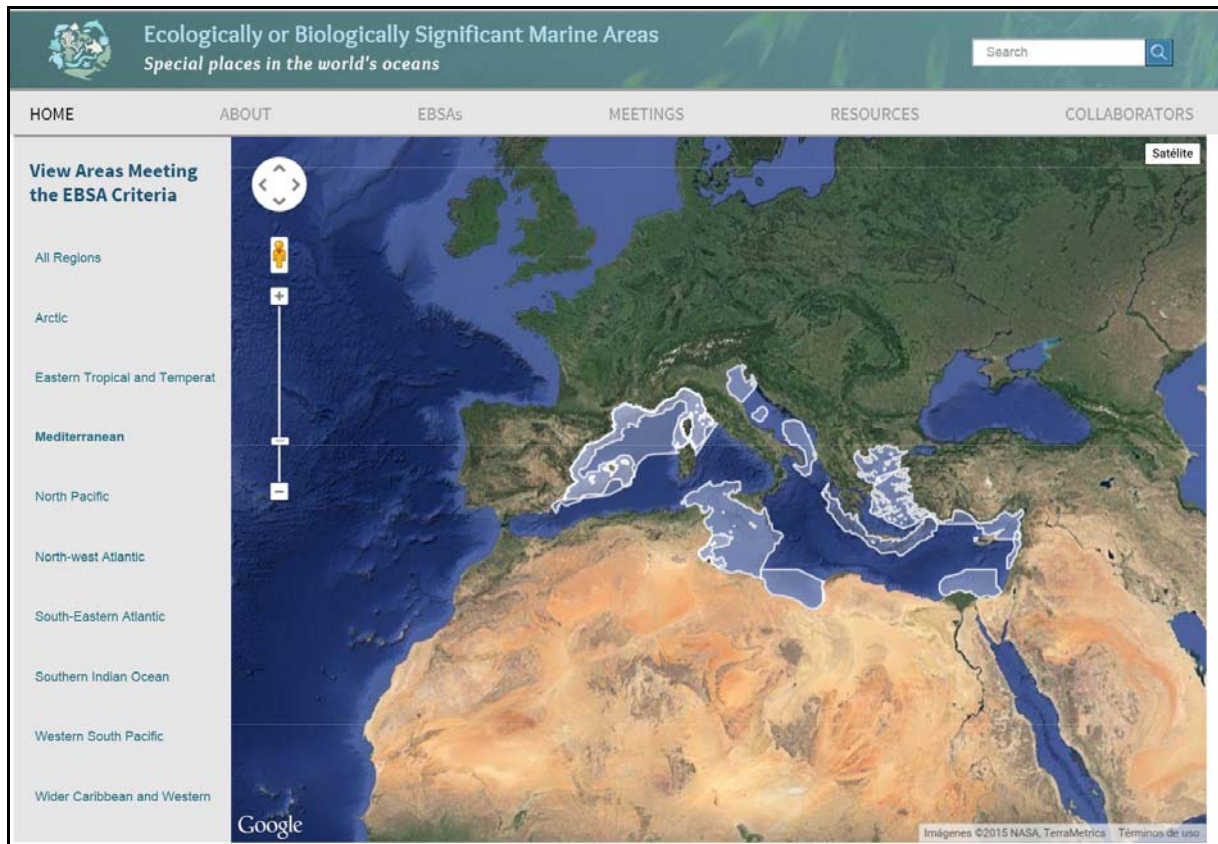 Ecologically or Biologically Significant Marine Areas
Special places in the world's oceans
Search
HOME ABOUT EBSAs MEETINGS RESOURCES COLLABORATORS
View Areas Meeting
the EBSA Criteria
Satélite
All Regions
Arctic
Eastern Tropical and Temperat
Mediterranean
North Pacific
North-west Atlantic
South-Eastern Atlantic
Southern Indian Ocean
Western South Pacific
Wider Caribbean and Western
Google
Imágenes ©2015 NASA, TerraMetrics Términos de uso